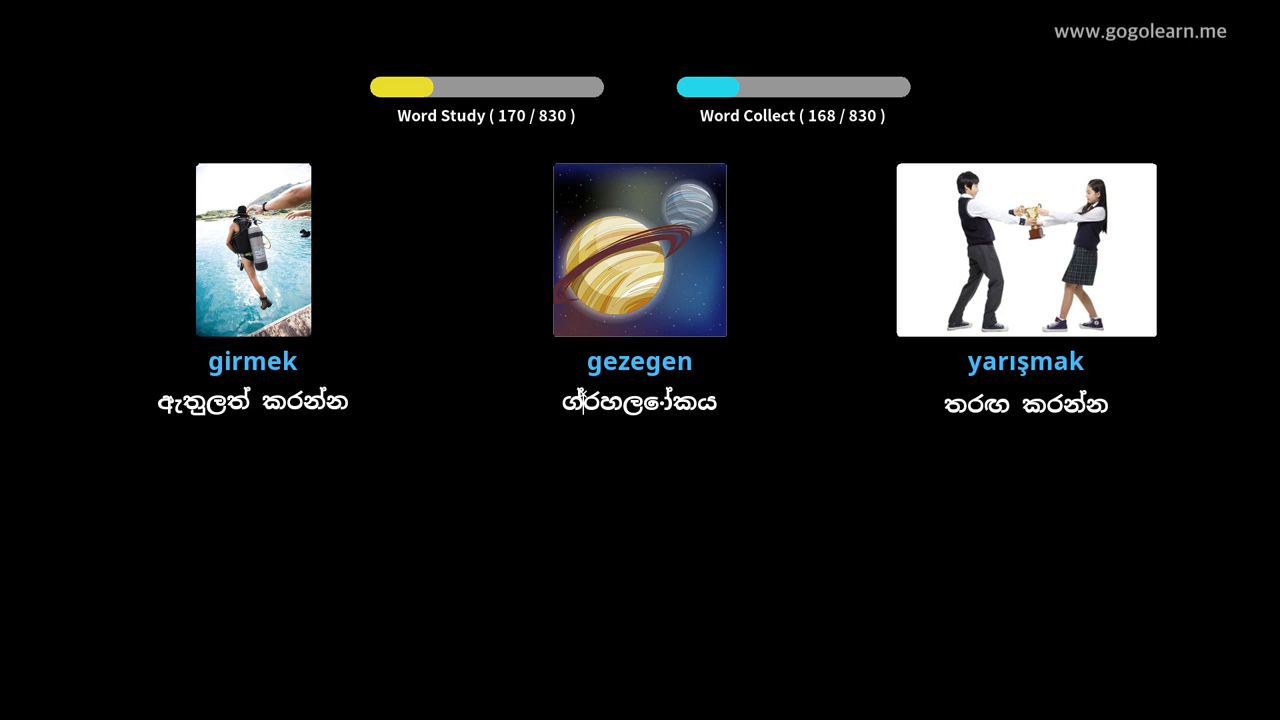 www.gogolearn.me
Word Study ( 170 / 830 )
Word Collect ( 168 / 830 )
girmek
gezegen
yarışmak
ඇතුලත් කරන්න
ග්රහලෝකය
තරඟ කරන්න